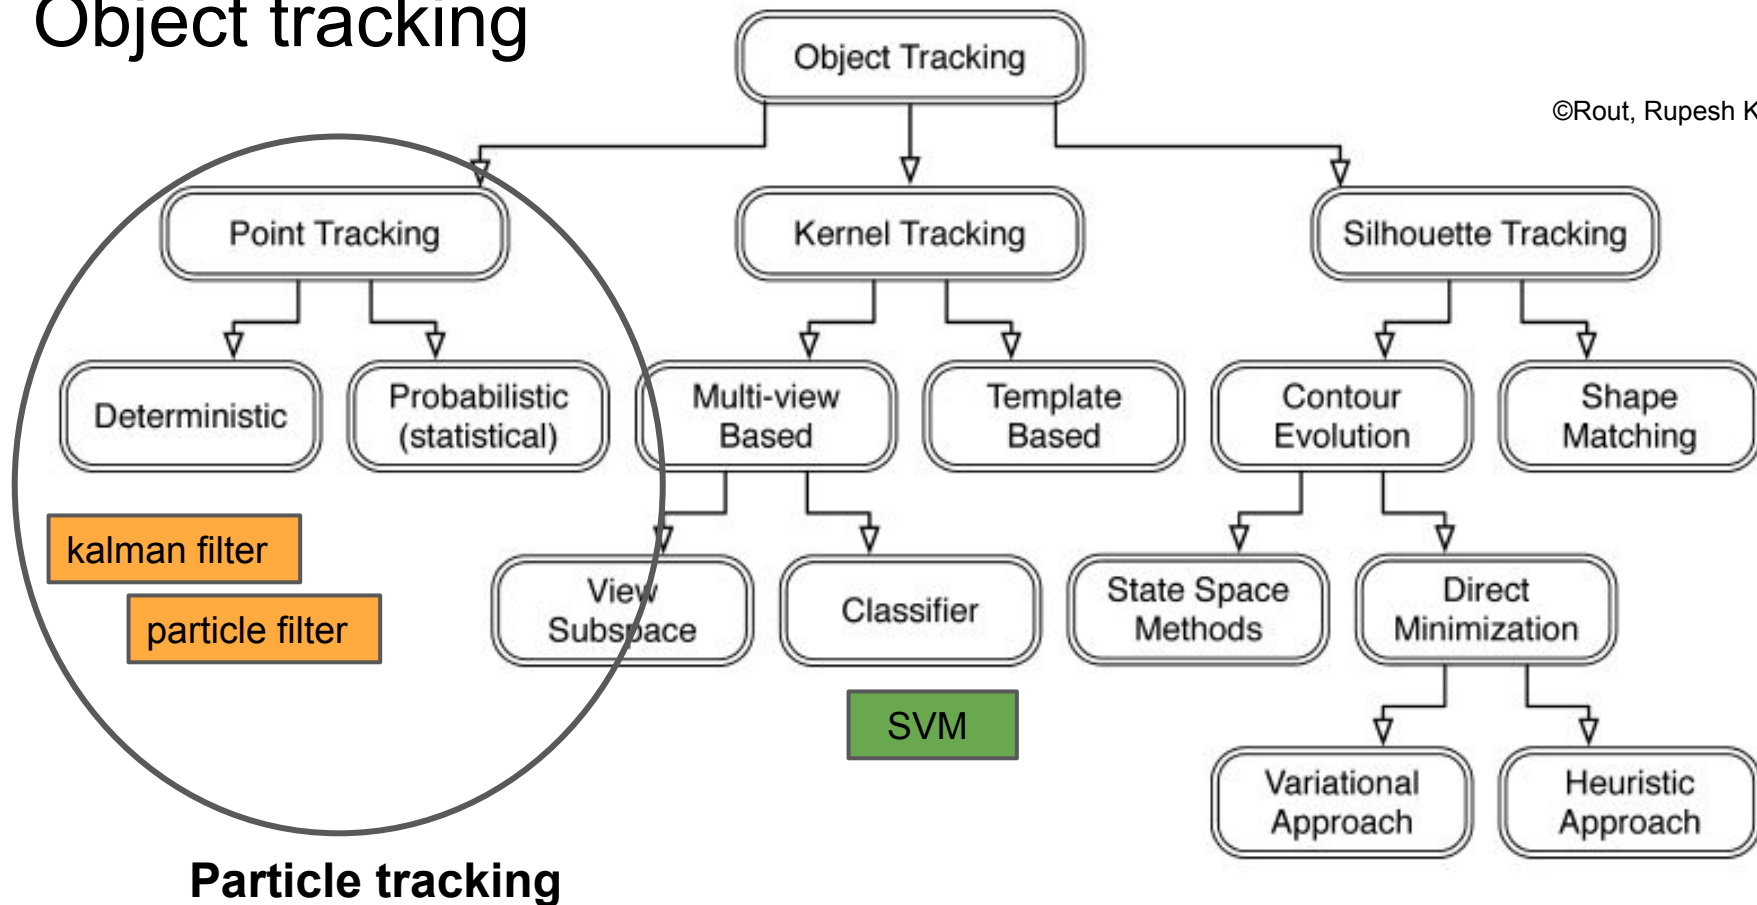 Object tracking
Object Tracking
©Rout, Rupesh K
Point Tracking
Kernel Tracking
Silhouette Tracking
Deterministic
Probabilistic
(statistical)
Multi-view
Based
Template
Based
Contour
Evolution
Shape
Matching
kalman filter
particle filter
View
Subspace
Classifier
State Space
Methods
Direct
Minimization
SVM
Variational
Approach
Heuristic
Approach
Particle tracking